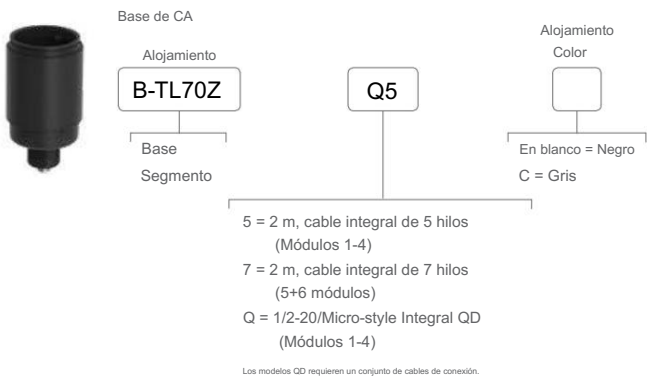 Base de CA
Alojamiento
Alojamiento
Color
B-TL70Z
Q5
Base
Segmento
En blanco = Negro
C = Gris
5 = 2 m, cable integral de 5 hilos
(Módulos 1-4)
7 = 2 m, cable integral de 7 hilos
(5+6 módulos)
Q = 1/2-20/Micro-style Integral QD
(Módulos 1-4)
Los modelos QD requieren un conjunto de cables de conexión.